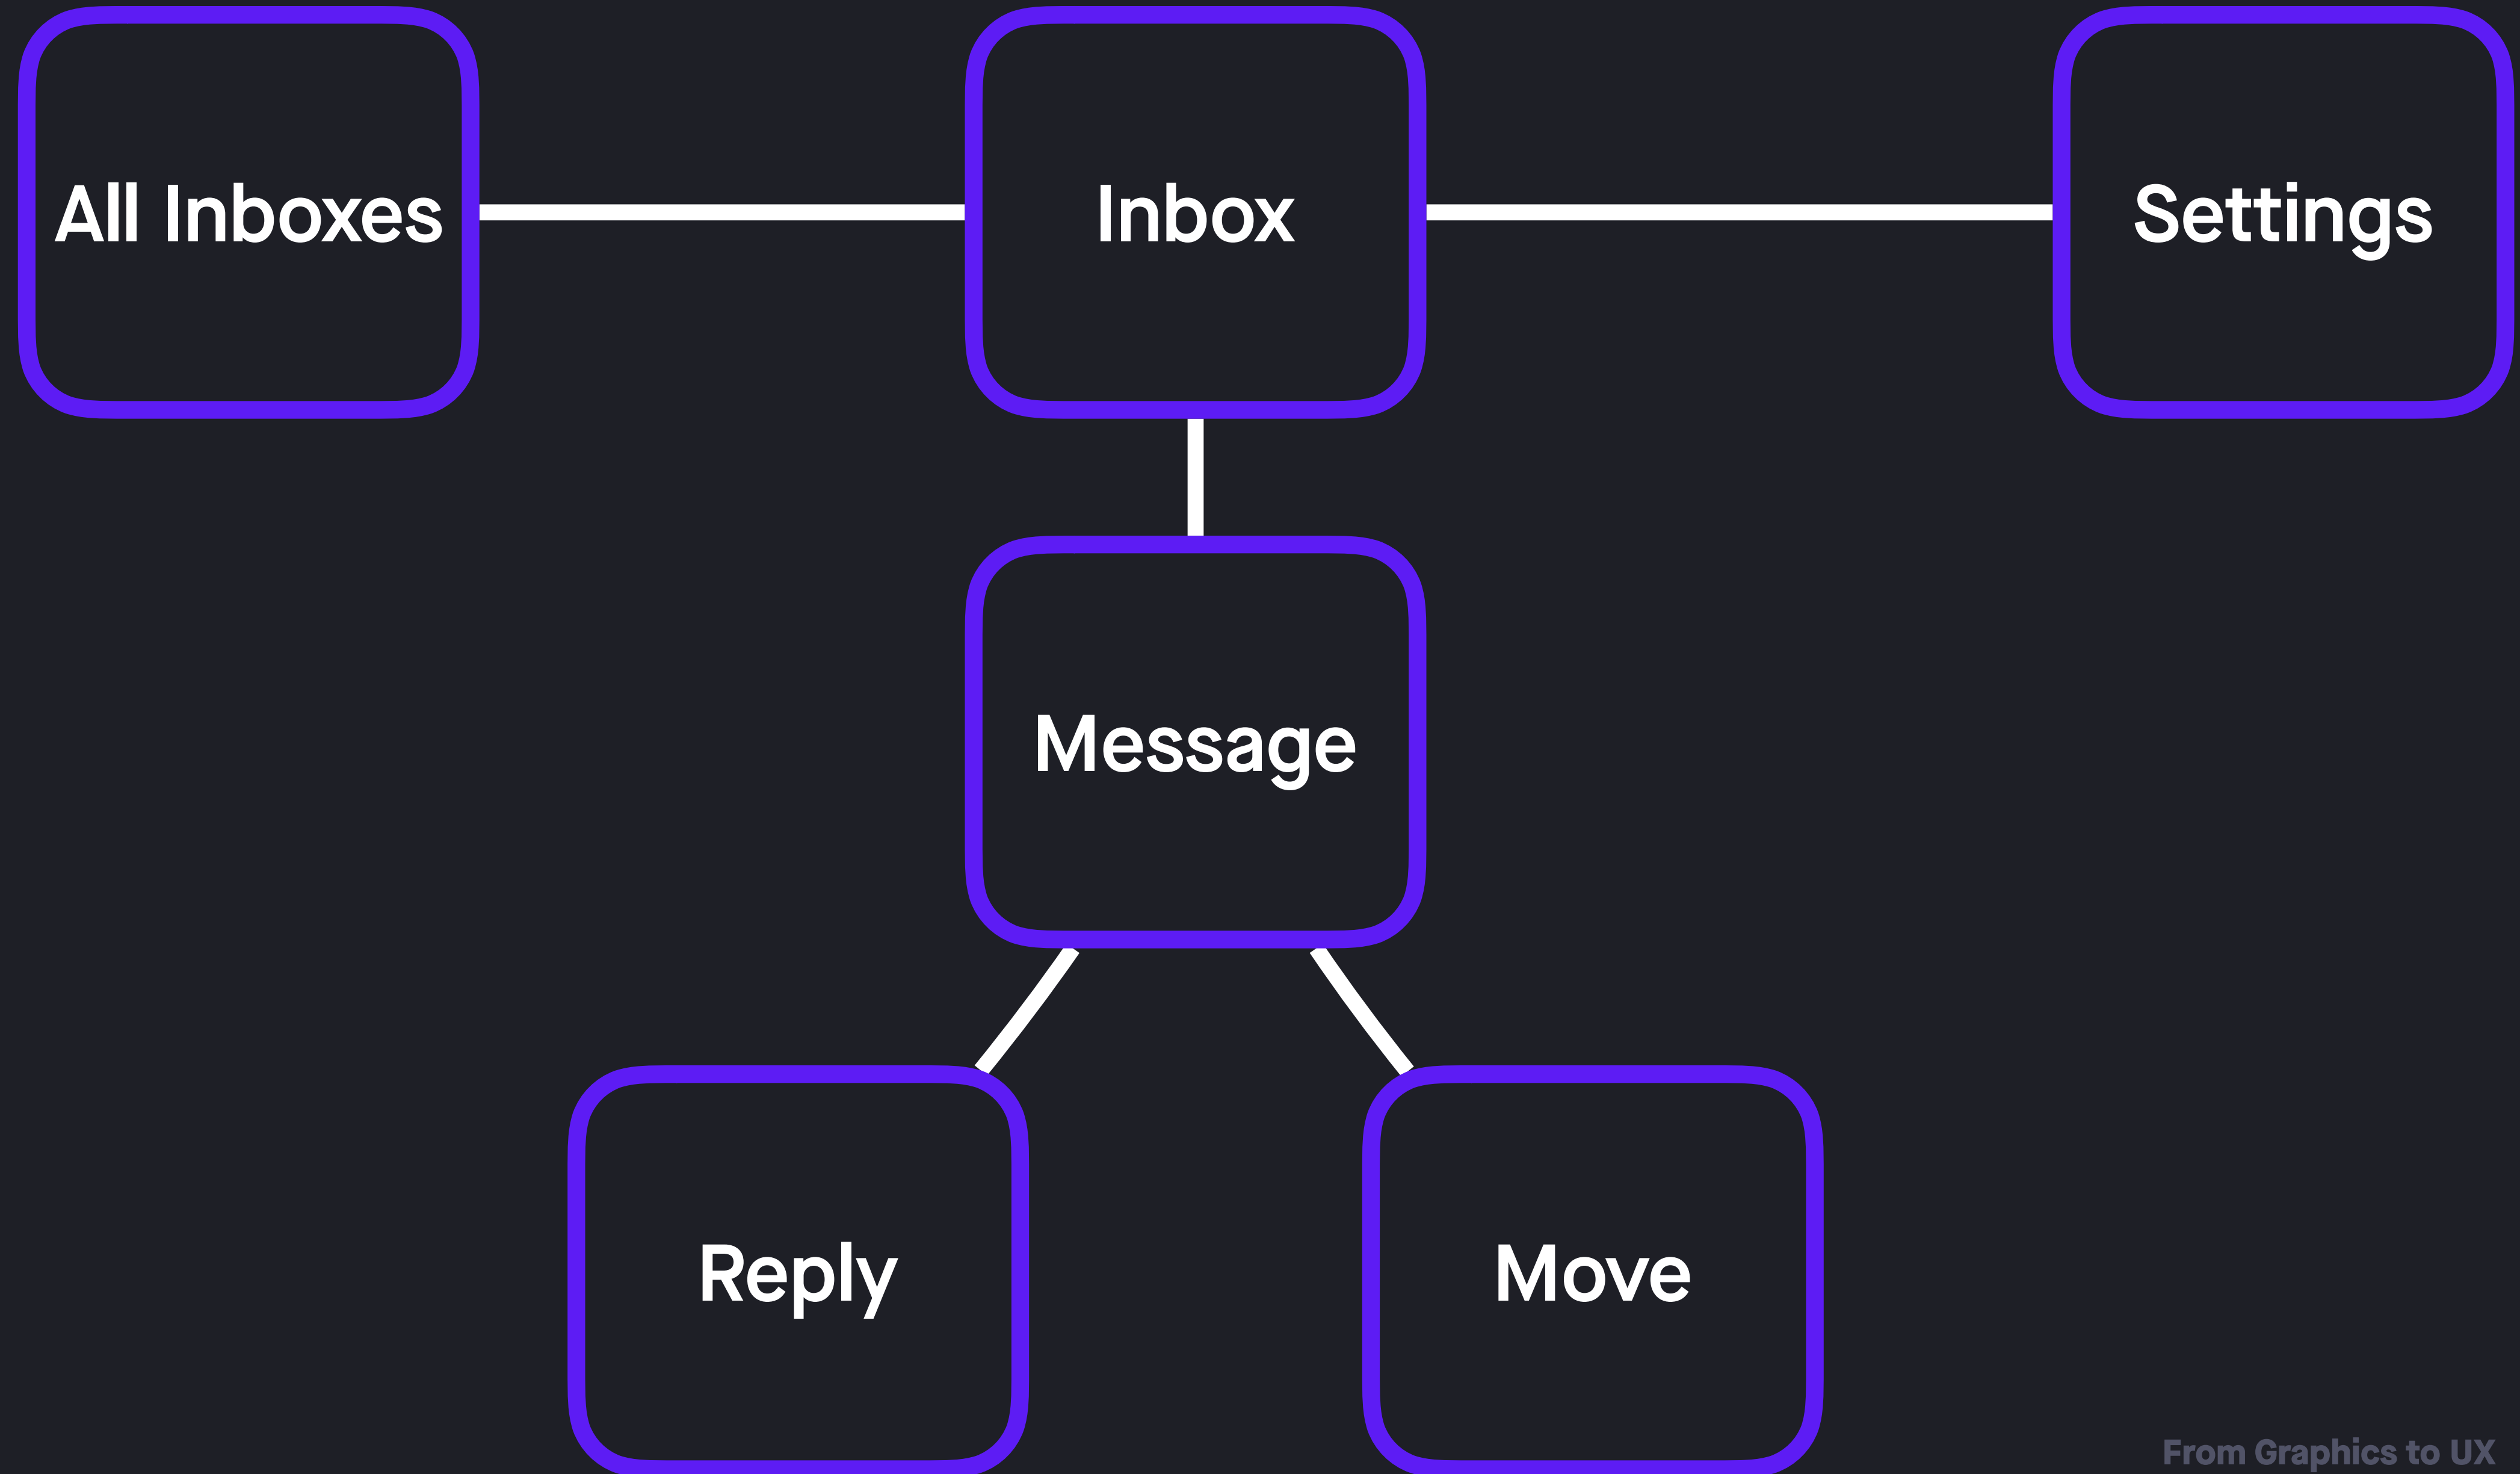 All Inboxes
Inbox
Settings
Message
Reply
Move
From Graphics to UX